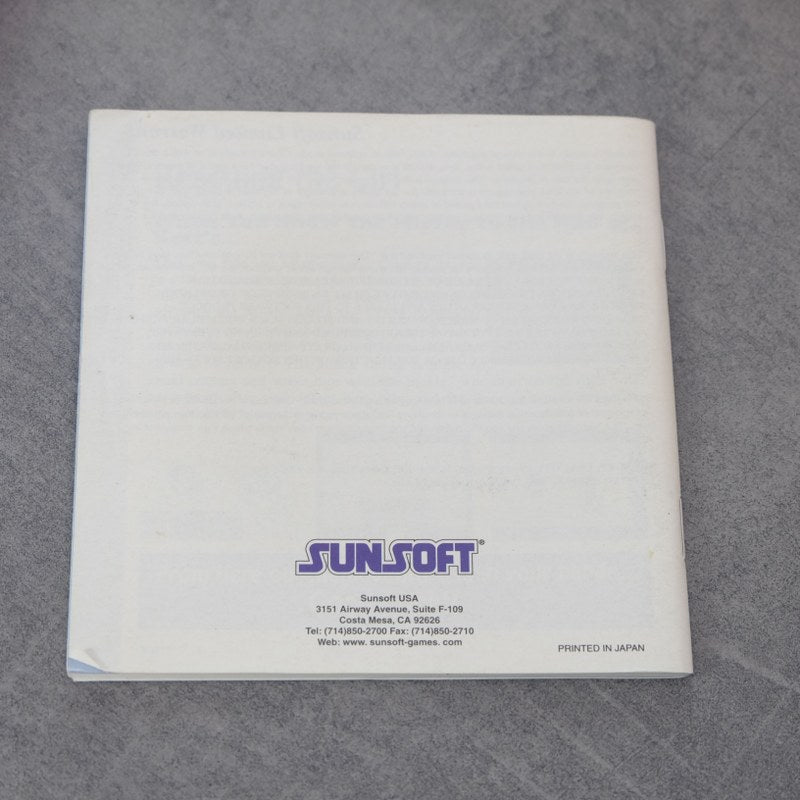 SUNSOFT®
Sunsoft USA
3151 Airway Avenue, Suite F-109
Costa Mesa, CA 92626
Tel: (714)850-2700 Fax: (714)850-2710
Web: www. sunsoft-games. com
PRINTED IN JAPAN